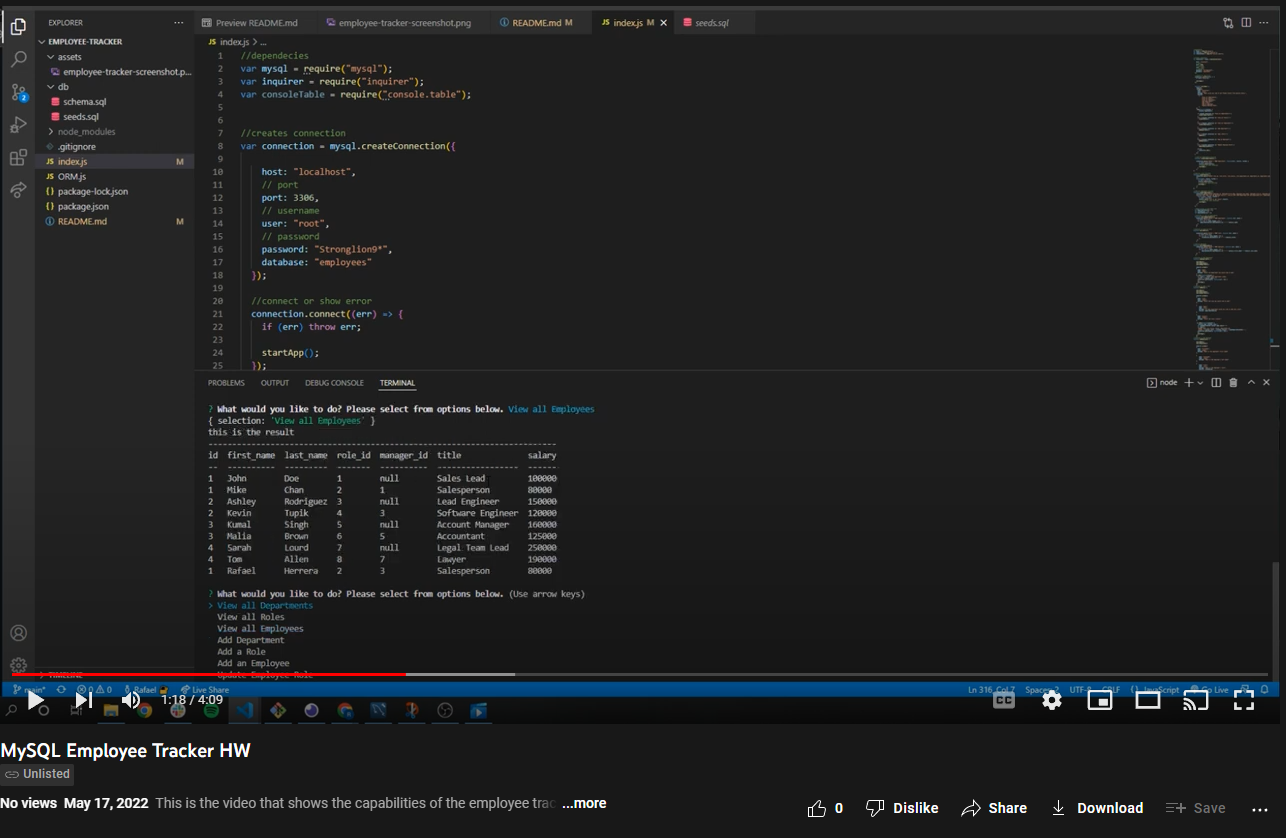 EXPLORER ...
Preview README.md employee-tracker-screenshot.png README.md M JS index.js M seeds.sql
EMPLOYEE-TRACKER
assets
employee-tracker-screenshot.p...
db
schema.sql
seeds.sql
node_modules
.gitignore
JS index.js M
JS ORM.js
{} package-lock.json
{} package.json
README.md M
2
JS index.js > ...
1 //dependecies
2 var mysql = require("mysql");
3 var inquirer = require("inquirer");
4 var consoleTable = require("console.table");
5
6
7 //creates connection
8 var connection = mysql.createConnection({
9
10 host: "localhost",
11 // port
12 port: 3306,
13 // username
14 user: "root",
15 // password
16 password: "Stronglion9*",
17 database: "employees"
18 });
19
20 //connect or show error
21 connection.connect((err) => {
22 if (err) throw err;
23
24 startApp();
25 });
PROBLEMS OUTPUT DEBUG CONSOLE TERMINAL node
? What would you like to do? Please select from options below. View all Employees
{ selection: 'View all Employees' }
this is the result
--------------------------------------------------------------------------
id first_name last_name role_id manager_id title salary
-- ---------- --------- ------- ---------- ----------------- ------
1 John Doe 1 null Sales Lead 100000
1 Mike Chan 2 1 Salesperson 80000
2 Ashley Rodriguez 3 null Lead Engineer 150000
2 Kevin Tupik 4 3 Software Engineer 120000
3 Kumal Singh 5 null Account Manager 160000
3 Malia Brown 6 5 Accountant 125000
4 Sarah Lourd 7 null Legal Team Lead 250000
4 Tom Allen 8 7 Lawyer 190000
1 Rafael Herrera 2 3 Salesperson 80000
? What would you like to do? Please select from options below. (Use arrow keys)
> View all Departments
View all Roles
View all Employees
Add Department
Add a Role
Add an Employee
Update Employee Role
TIMELINE
main* 0 0 Rafael Live Share Ln 316, Col 7 Spaces: 2 UTF-8 CRLF {} JavaScript Go Live
1:18 / 4:09 CC
MySQL Employee Tracker HW
Unlisted
No views May 17, 2022 This is the video that shows the capabilities of the employee trac ...more
0 Dislike Share Download Save ...